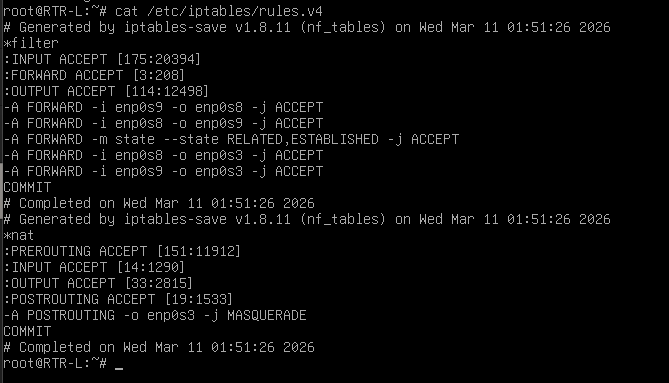 root@RTR-L:~# cat /etc/iptables/rules.v4
# Generated by iptables-save v1.8.11 (nf_tables) on Wed Mar 11 01:51:26 2026
*filter
:INPUT ACCEPT [175:20394]
:FORWARD ACCEPT [3:208]
:OUTPUT ACCEPT [114:12498]
-A FORWARD -i enp0s9 -o enp0s8 -j ACCEPT
-A FORWARD -i enp0s8 -o enp0s9 -j ACCEPT
-A FORWARD -m state --state RELATED,ESTABLISHED -j ACCEPT
-A FORWARD -i enp0s8 -o enp0s3 -j ACCEPT
-A FORWARD -i enp0s9 -o enp0s3 -j ACCEPT
COMMIT
# Completed on Wed Mar 11 01:51:26 2026
# Generated by iptables-save v1.8.11 (nf_tables) on Wed Mar 11 01:51:26 2026
*nat
:PREROUTING ACCEPT [151:11912]
:INPUT ACCEPT [14:1290]
:OUTPUT ACCEPT [33:2815]
:POSTROUTING ACCEPT [19:1533]
-A POSTROUTING -o enp0s3 -j MASQUERADE
COMMIT
# Completed on Wed Mar 11 01:51:26 2026
root@RTR-L:~# _